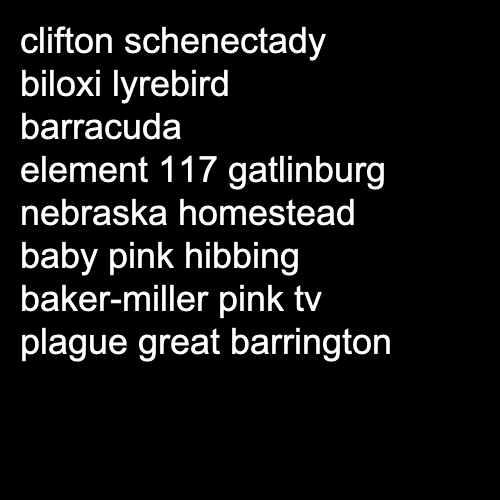 clifton schenectady
biloxi lyrebird
barracuda
element 117 gatlinburg
nebraska homestead
baby pink hibbing
baker-miller pink tv
plague great barrington